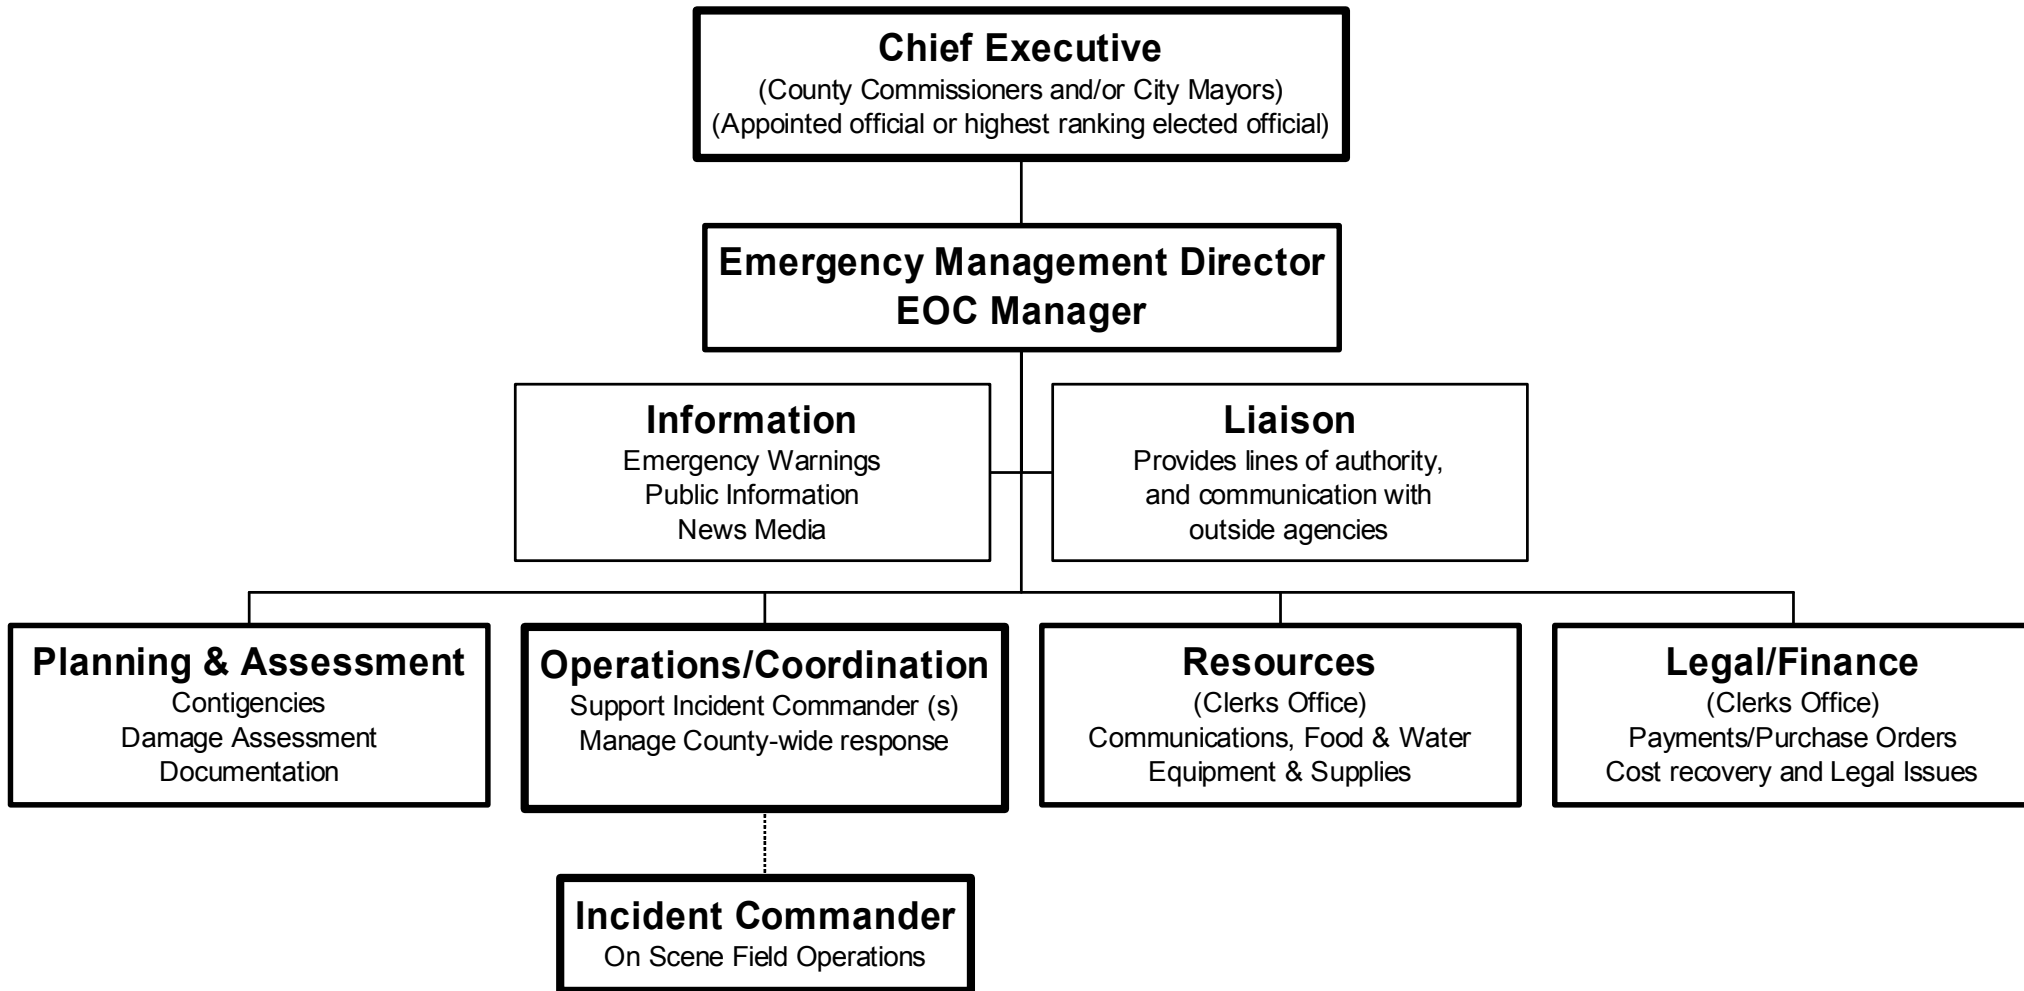 Chief Executive
(County Commissioners and/or City Mayors)
(Appointed official or highest ranking elected official)
Emergency Management Director
EOC Manager
Information
Emergency Warnings
Public Information
News Media
Liaison
Provides lines of authority,
and communication with
outside agencies
Planning & Assessment
Contigencies
Damage Assessment
Documentation
Operations/Coordination
Support Incident Commander (s)
Manage County-wide response
Resources
(Clerks Office)
Communications, Food & Water
Equipment & Supplies
Legal/Finance
(Clerks Office)
Payments/Purchase Orders
Cost recovery and Legal Issues
Incident Commander
On Scene Field Operations